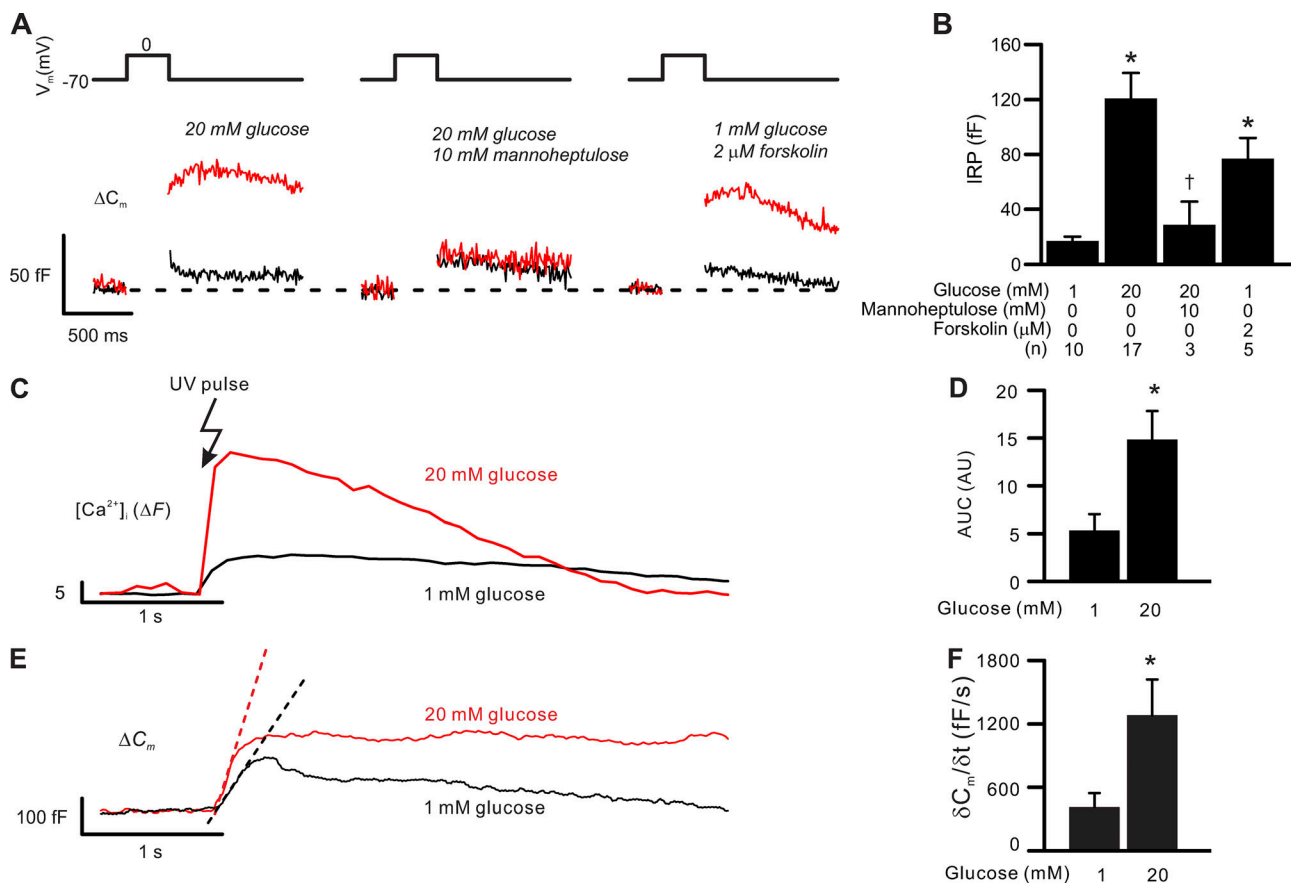 A
V_m(mV)
0
-70
20 mM glucose
20 mM glucose
10 mM mannoheptulose
1 mM glucose
2 μM forskolin
ΔC_m
50 fF
500 ms
B
IRP (fF)
160
120
80
40
0
*
†
*
Glucose (mM) 1 20 20 1
Mannoheptulose (mM) 0 0 10 0
Forskolin (μM) 0 0 0 2
(n) 10 17 3 5
C
UV pulse
20 mM glucose
[Ca²⁺]ᵢ (ΔF)
5
1 mM glucose
1 s
D
AUC (AU)
20
15
10
5
0
*
Glucose (mM) 1 20
E
20 mM glucose
ΔC_m
1 mM glucose
100 fF
1 s
F
δC_m/δt (fF/s)
1800
1200
600
0
*
Glucose (mM) 1 20